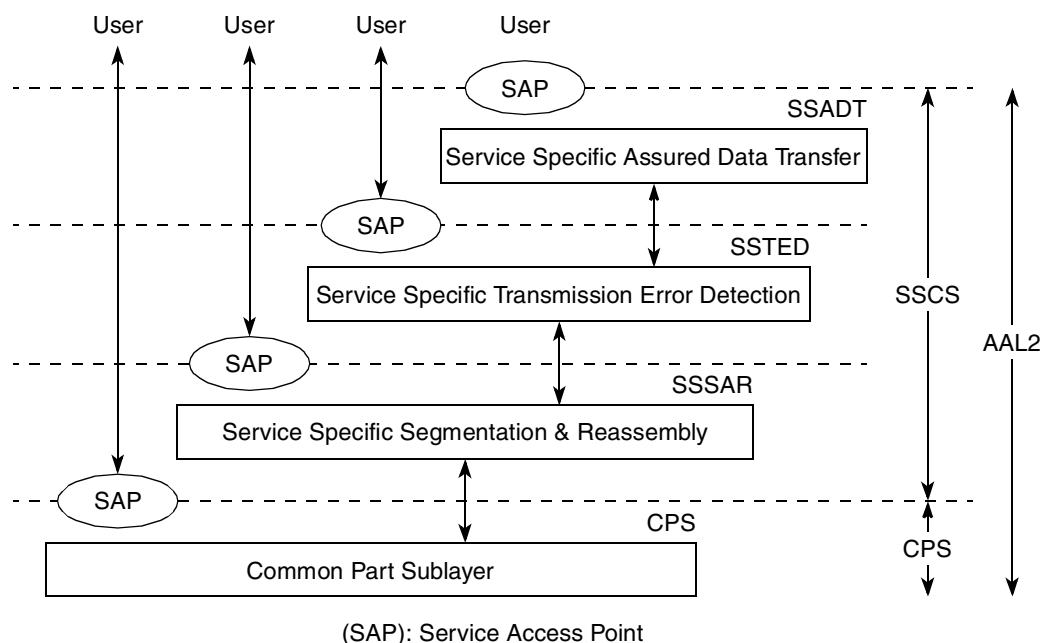 User User User User
SAP
SSADT
Service Specific Assured Data Transfer
SAP
SSTED
Service Specific Transmission Error Detection
SSCS
AAL2
SAP
SSSAR
Service Specific Segmentation & Reassembly
SAP
CPS
CPS
Common Part Sublayer
(SAP): Service Access Point